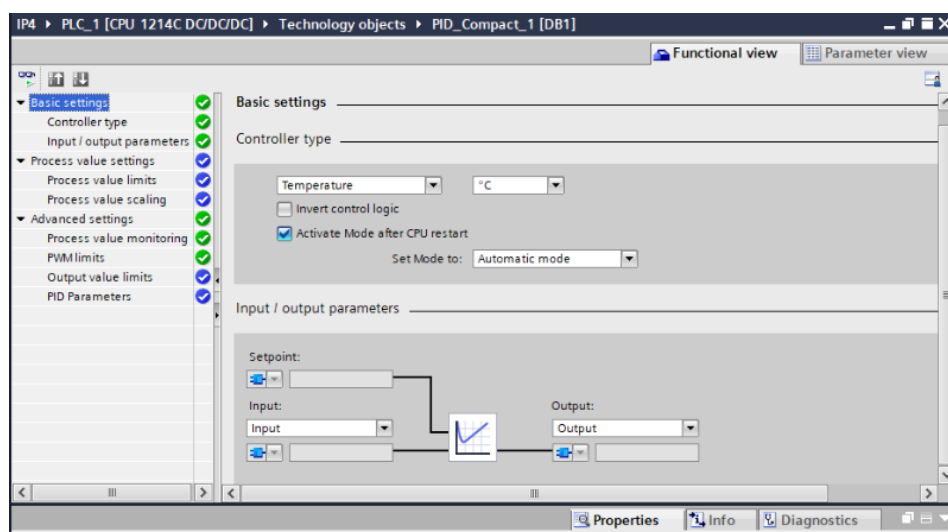 IP4 ▸ PLC_1 [CPU 1214C DC/DC/DC] ▸ Technology objects ▸ PID_Compact_1 [DB1]
Functional view
Parameter view
Basic settings
Controller type
Input / output parameters
Process value settings
Process value limits
Process value scaling
Advanced settings
Process value monitoring
PWM limits
Output value limits
PID Parameters
Basic settings
Controller type
Temperature °C
Invert control logic
Activate Mode after CPU restart
Set Mode to: Automatic mode
Input / output parameters
Setpoint:
Input: Output:
Input Output
Properties Info Diagnostics